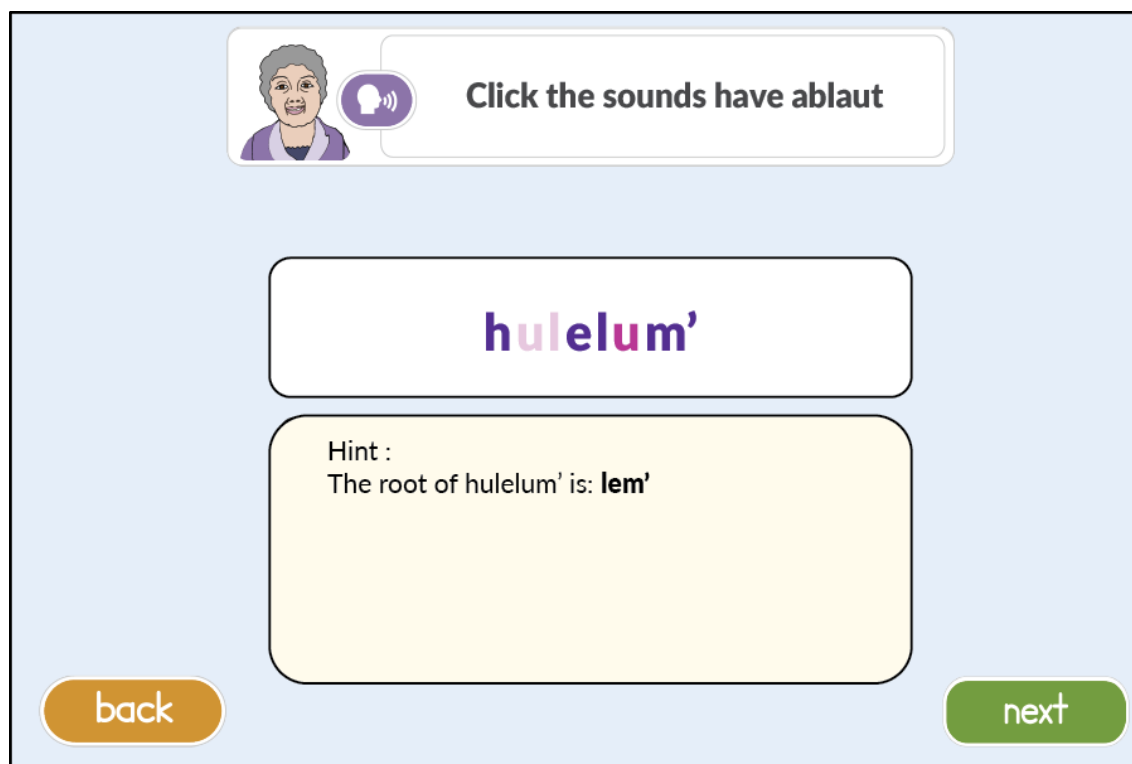 Click the sounds have ablaut
hulelum’
Hint :
The root of hulelum’ is: lem’
back
next